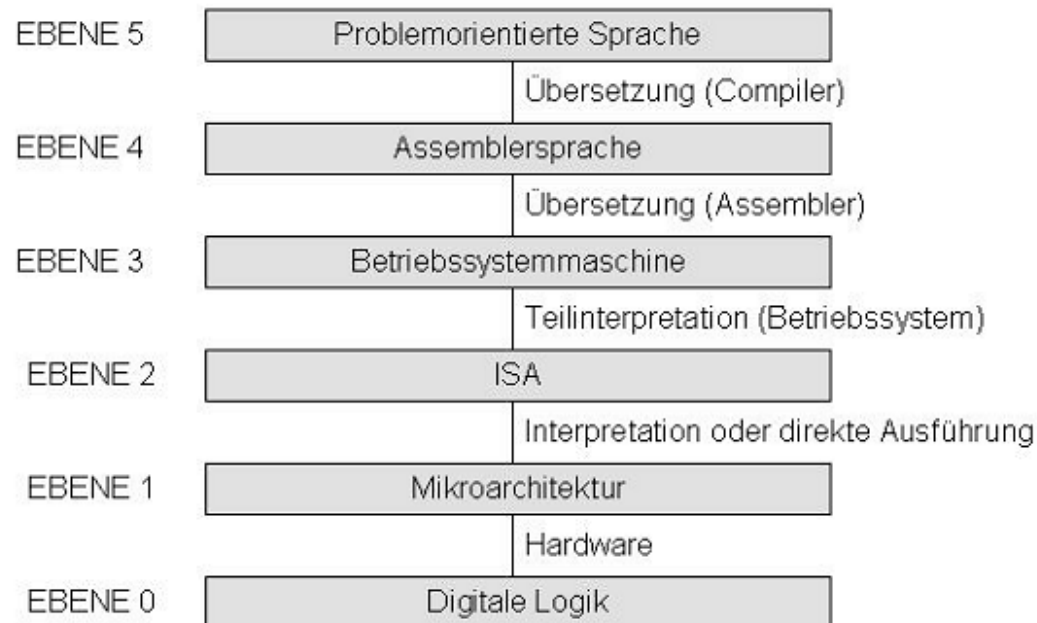 EBENE 5 Problemorientierte Sprache
Übersetzung (Compiler)
EBENE 4 Assemblersprache
Übersetzung (Assembler)
EBENE 3 Betriebssystemmaschine
Teilinterpretation (Betriebssystem)
EBENE 2 ISA
Interpretation oder direkte Ausführung
EBENE 1 Mikroarchitektur
Hardware
EBENE 0 Digitale Logik